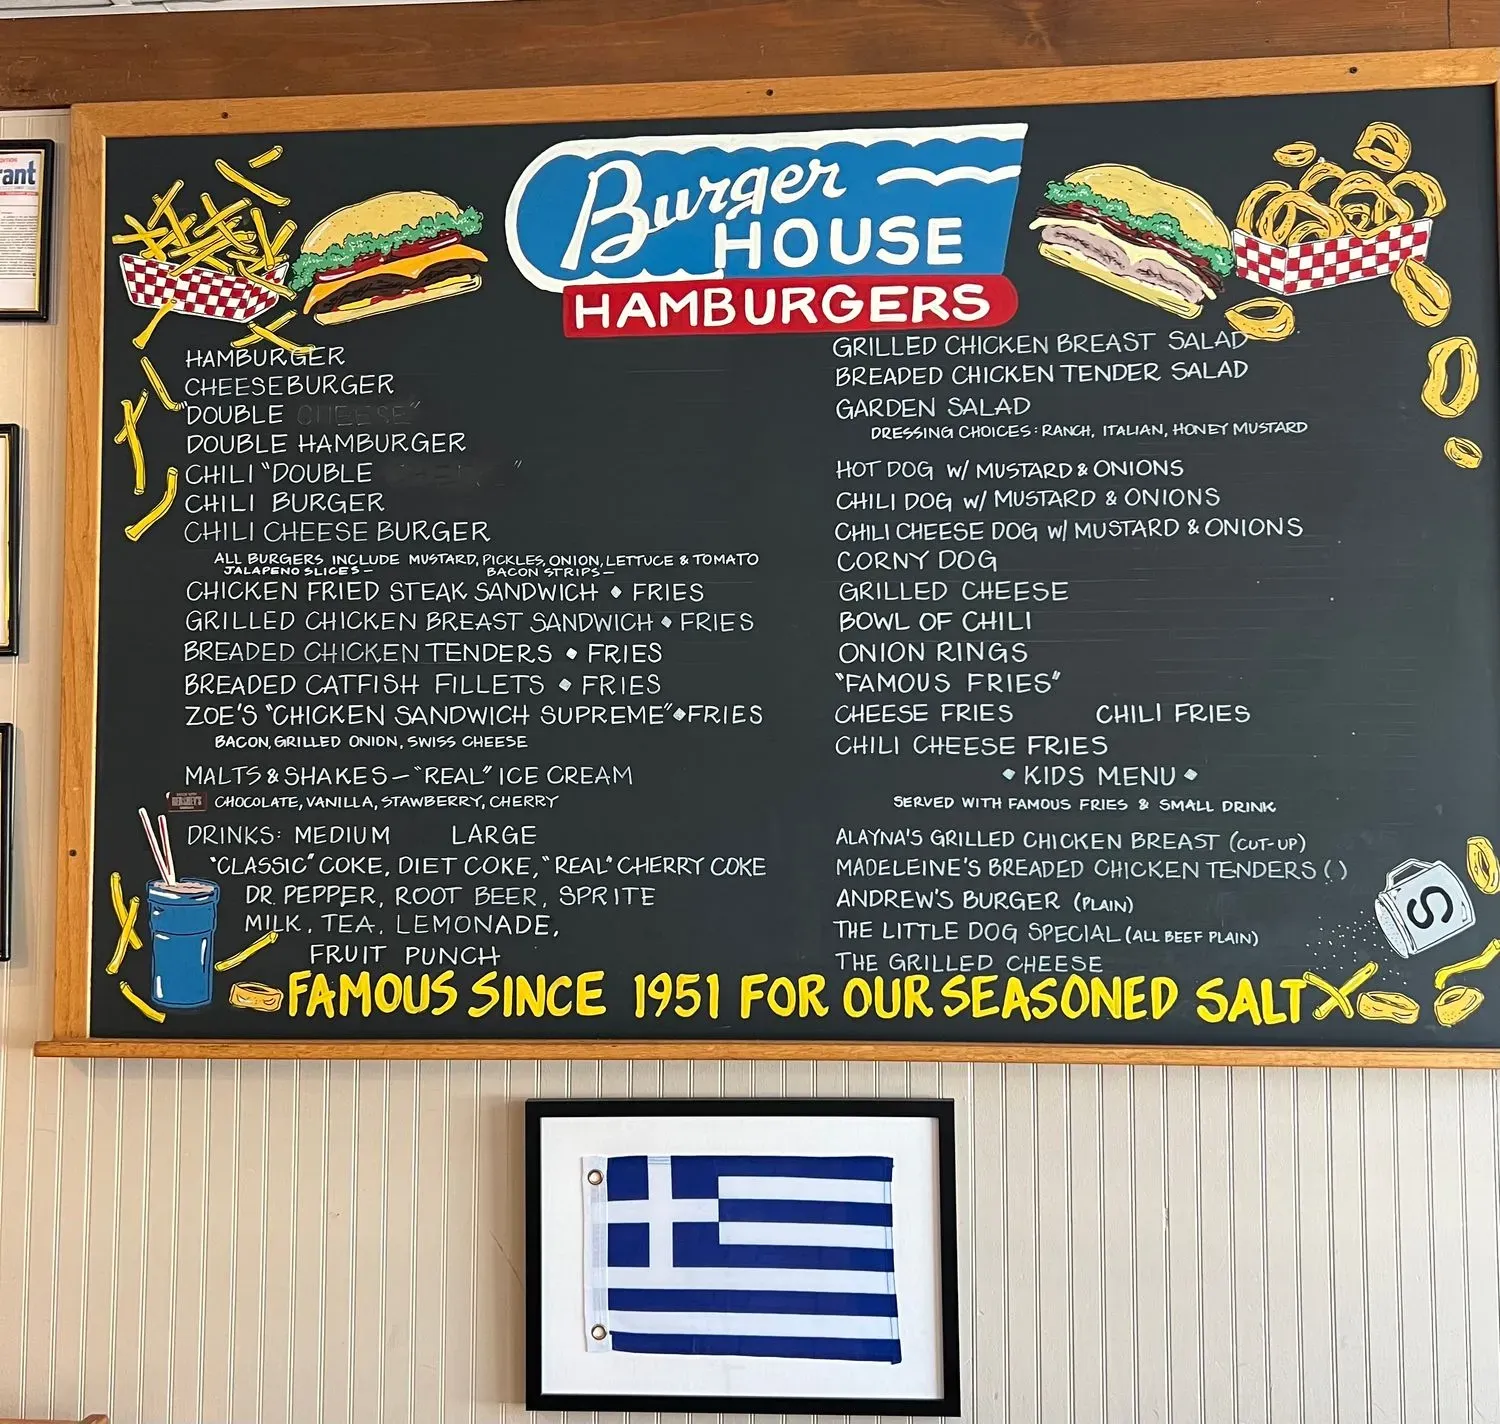 rant
Burger
HOUSE
HAMBURGERS
HAMBURGER
CHEESEBURGER
"DOUBLE CHEESE"
DOUBLE HAMBURGER
CHILI "DOUBLE "
CHILI BURGER
CHILI CHEESE BURGER
ALL BURGERS INCLUDE MUSTARD, PICKLES, ONION, LETTUCE & TOMATO
JALAPENO SLICES – BACON STRIPS –
CHICKEN FRIED STEAK SANDWICH • FRIES
GRILLED CHICKEN BREAST SANDWICH • FRIES
BREADED CHICKEN TENDERS • FRIES
BREADED CATFISH FILLETS • FRIES
ZOE'S "CHICKEN SANDWICH SUPREME" • FRIES
BACON, GRILLED ONION, SWISS CHEESE
MALTS & SHAKES – "REAL" ICE CREAM
HERSHEY'S
CHOCOLATE, VANILLA, STAWBERRY, CHERRY
DRINKS: MEDIUM LARGE
"CLASSIC" COKE, DIET COKE, "REAL" CHERRY COKE
DR. PEPPER, ROOT BEER, SPRITE
MILK, TEA, LEMONADE,
FRUIT PUNCH
GRILLED CHICKEN BREAST SALAD
BREADED CHICKEN TENDER SALAD
GARDEN SALAD
DRESSING CHOICES: RANCH, ITALIAN, HONEY MUSTARD
HOT DOG W/ MUSTARD & ONIONS
CHILI DOG W/ MUSTARD & ONIONS
CHILI CHEESE DOG W/ MUSTARD & ONIONS
CORNY DOG
GRILLED CHEESE
BOWL OF CHILI
ONION RINGS
"FAMOUS FRIES"
CHEESE FRIES CHILI FRIES
CHILI CHEESE FRIES
• KIDS MENU •
SERVED WITH FAMOUS FRIES & SMALL DRINK
ALAYNA'S GRILLED CHICKEN BREAST (CUT-UP)
MADELEINE'S BREADED CHICKEN TENDERS ( )
ANDREW'S BURGER (PLAIN)
THE LITTLE DOG SPECIAL (ALL BEEF PLAIN)
THE GRILLED CHEESE
S
FAMOUS SINCE 1951 FOR OUR SEASONED SALT